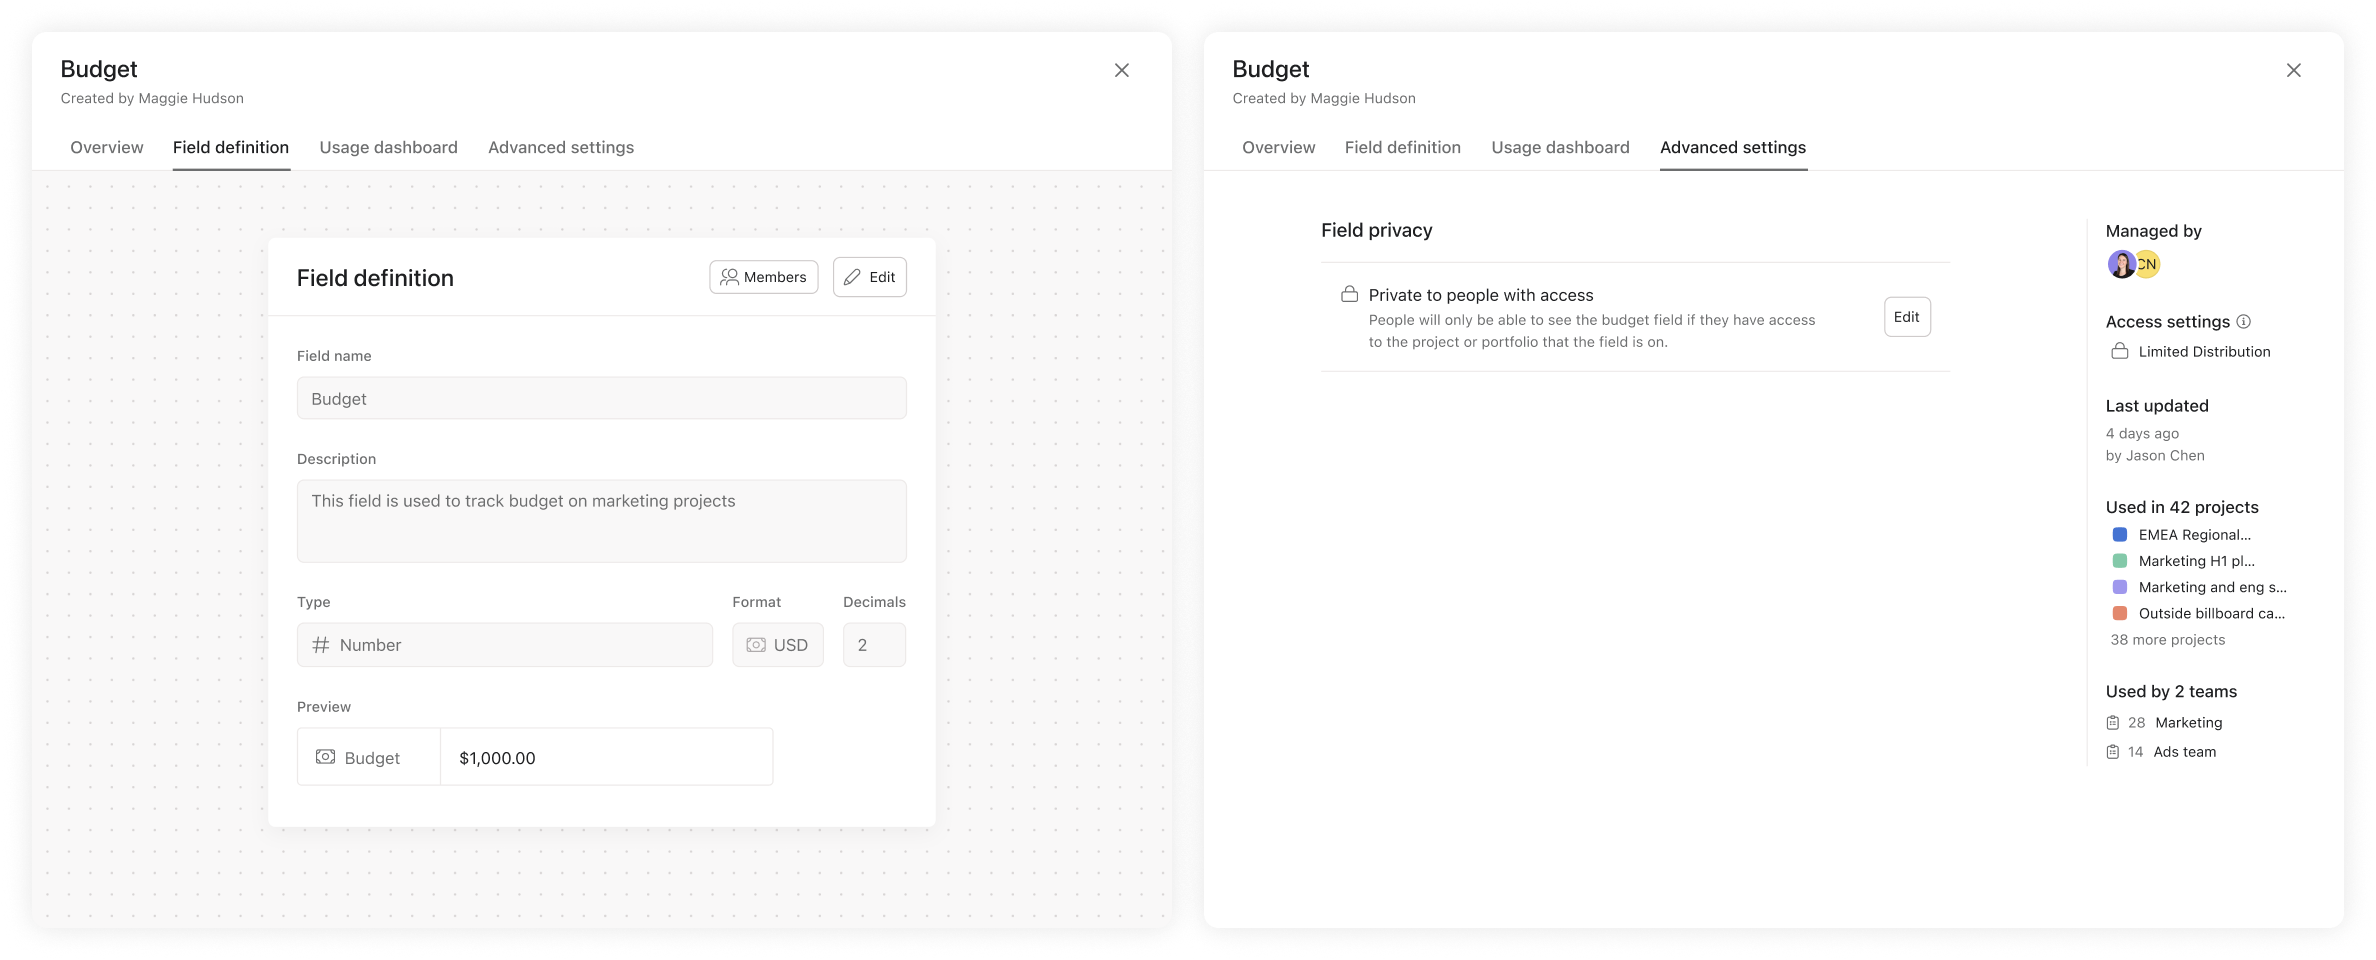 Budget
Created by Maggie Hudson
Overview
Field definition
Usage dashboard
Advanced settings
Field definition
Members
Edit
Field name
Budget
Description
This field is used to track budget on marketing projects
Type
Format
Decimals
# Number
USD
2
Preview
Budget
$1,000.00
Budget
Created by Maggie Hudson
Overview
Field definition
Usage dashboard
Advanced settings
Field privacy
Private to people with access
People will only be able to see the budget field if they have access
to the project or portfolio that the field is on.
Edit
Managed by
CN
Access settings
Limited Distribution
Last updated
4 days ago
by Jason Chen
Used in 42 projects
EMEA Regional...
Marketing H1 pl...
Marketing and eng s...
Outside billboard ca...
38 more projects
Used by 2 teams
28 Marketing
14 Ads team